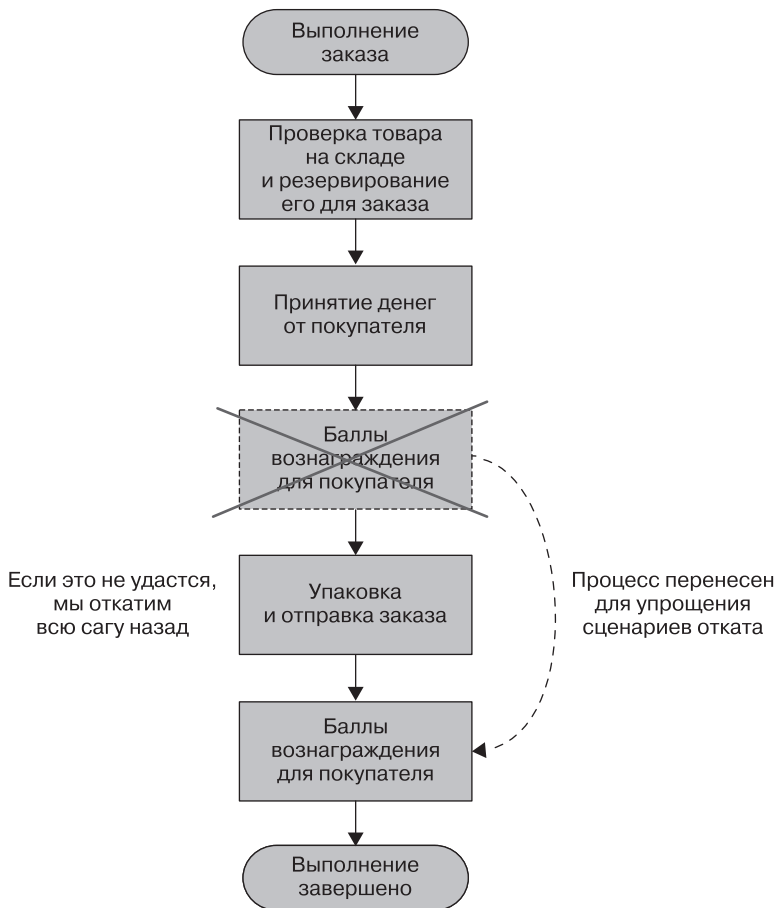 Выполнение
заказа
Проверка товара
на складе
и резервирование
его для заказа
Принятие денег
от покупателя
Баллы
вознаграждения
для покупателя
Если это не удастся,
мы откатим
всю сагу назад
Упаковка
и отправка заказа
Процесс перенесен
для упрощения
сценариев отката
Баллы
вознаграждения
для покупателя
Выполнение
завершено